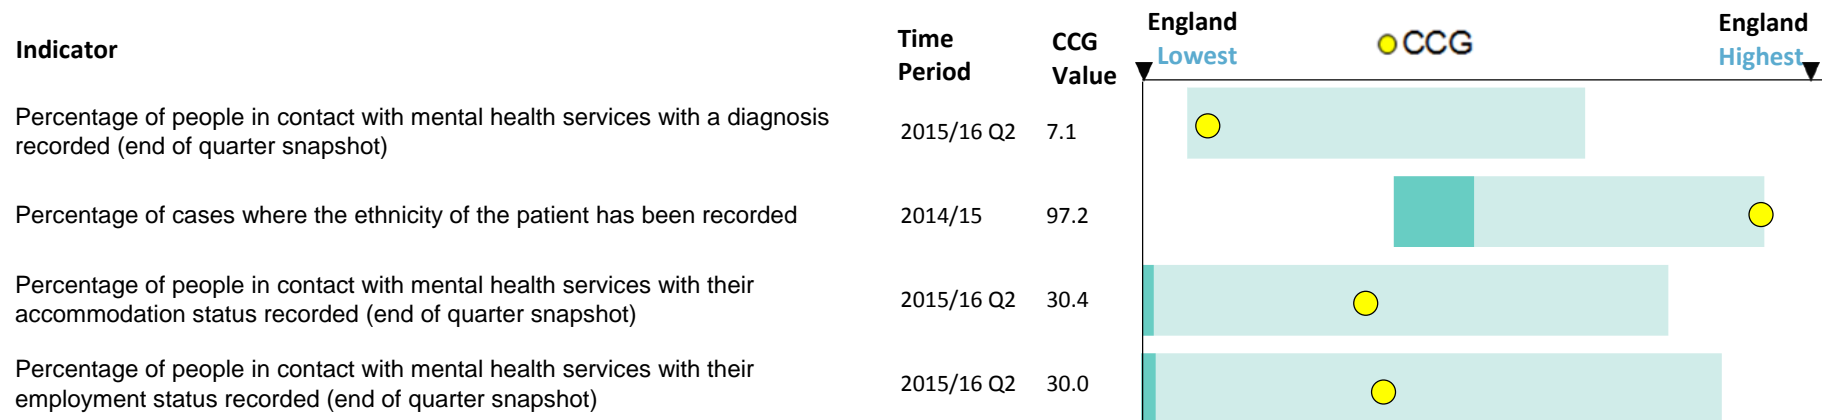 Indicator
Time
Period
CCG
Value
England
Lowest
CCG
England
Highest
Percentage of people in contact with mental health services with a diagnosis
recorded (end of quarter snapshot)
2015/16 Q2
7.1
Percentage of cases where the ethnicity of the patient has been recorded
2014/15
97.2
Percentage of people in contact with mental health services with their
accommodation status recorded (end of quarter snapshot)
2015/16 Q2
30.4
Percentage of people in contact with mental health services with their
employment status recorded (end of quarter snapshot)
2015/16 Q2
30.0